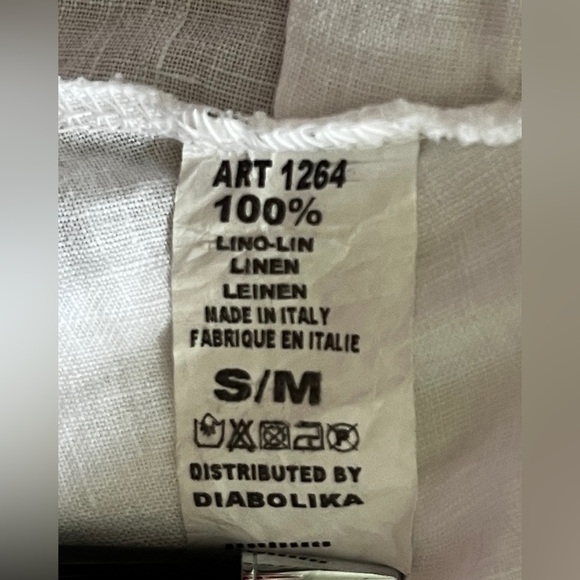 ART 1264
100%
LINO-LIN
LINEN
LEINEN
MADE IN ITALY
FABRIQUE EN ITALIE
S/M
P
DISTRIBUTED BY
DIABOLIKA